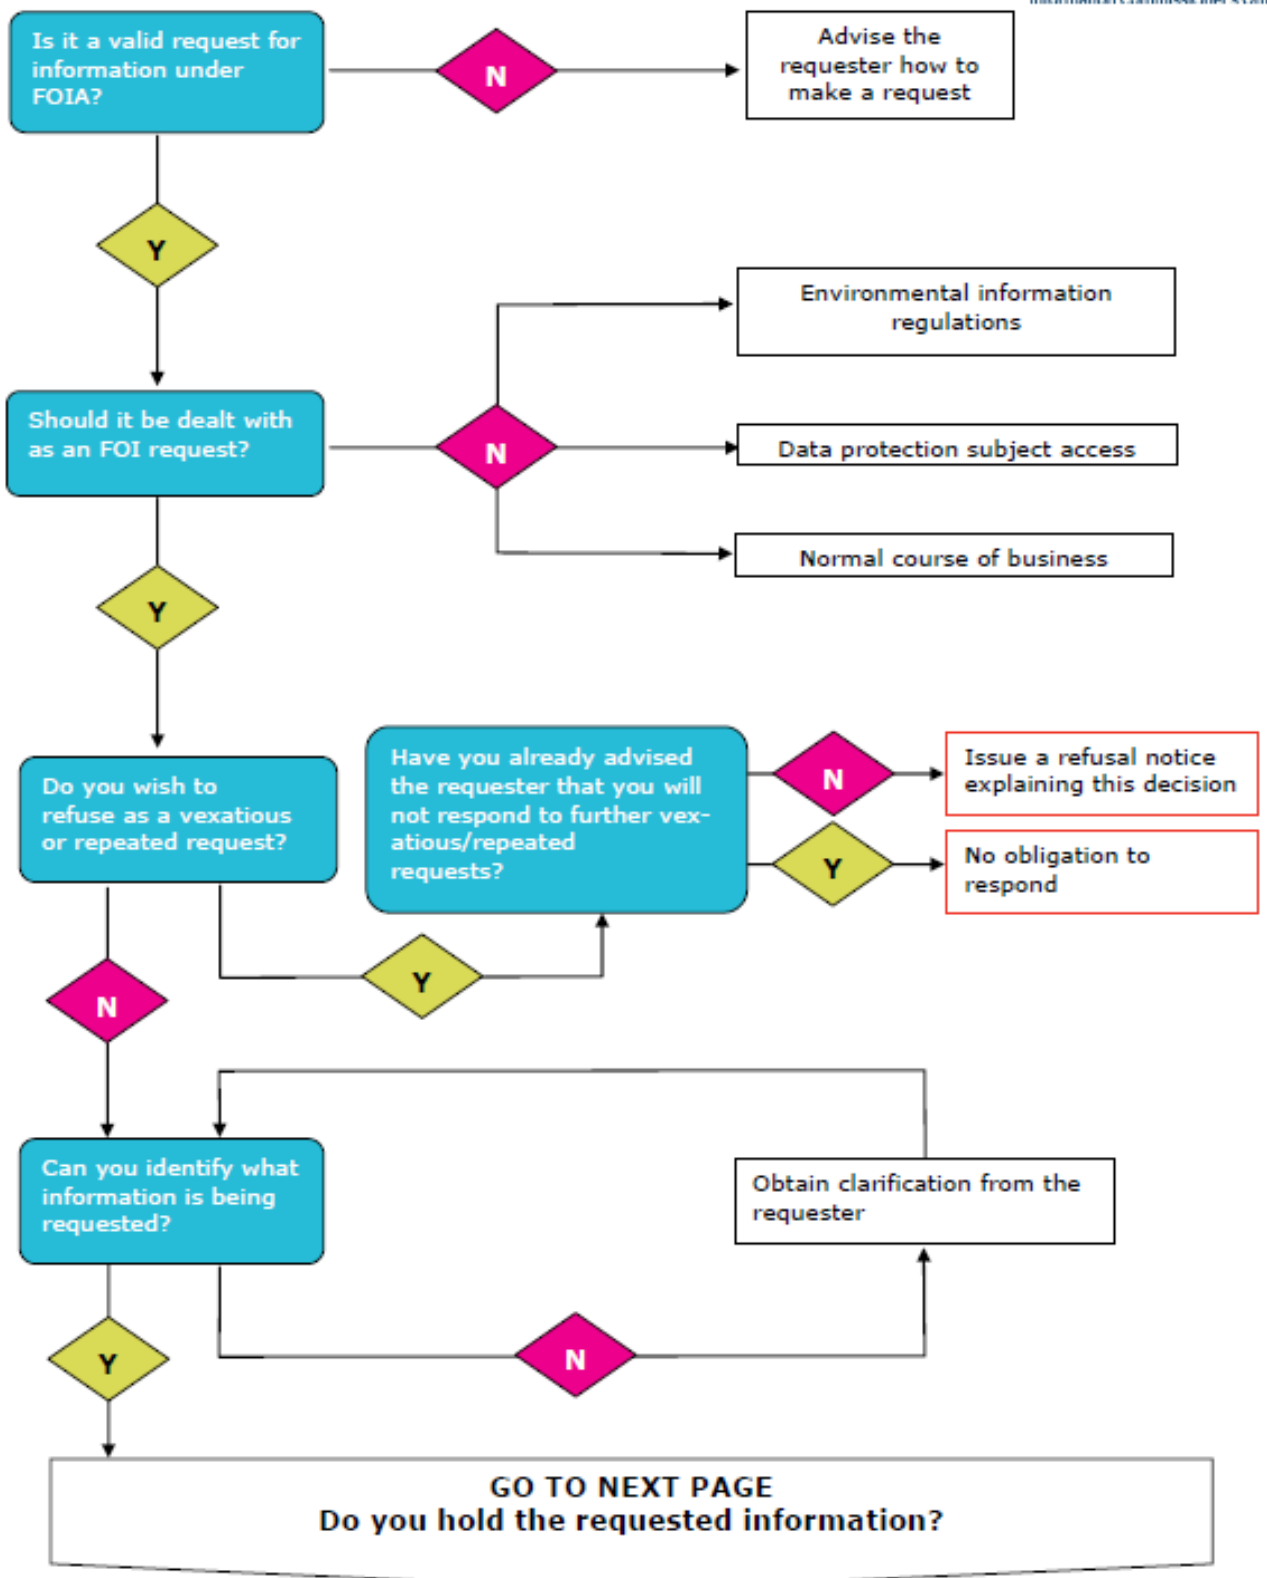 Is it a valid request for
information under
FOIA?
N
Advise the
requester how to
make a request
Y
Environmental information
regulations
Should it be dealt with
as an FOI request?
N
Data protection subject access
Normal course of business
Y
Do you wish to
refuse as a vexatious
or repeated request?
Have you already advised
the requester that you will
not respond to further vex-
atious/repeated
requests?
N
Issue a refusal notice
explaining this decision
Y
No obligation to
respond
Y
N
Can you identify what
information is being
requested?
Obtain clarification from the
requester
Y
N
GO TO NEXT PAGE
Do you hold the requested information?